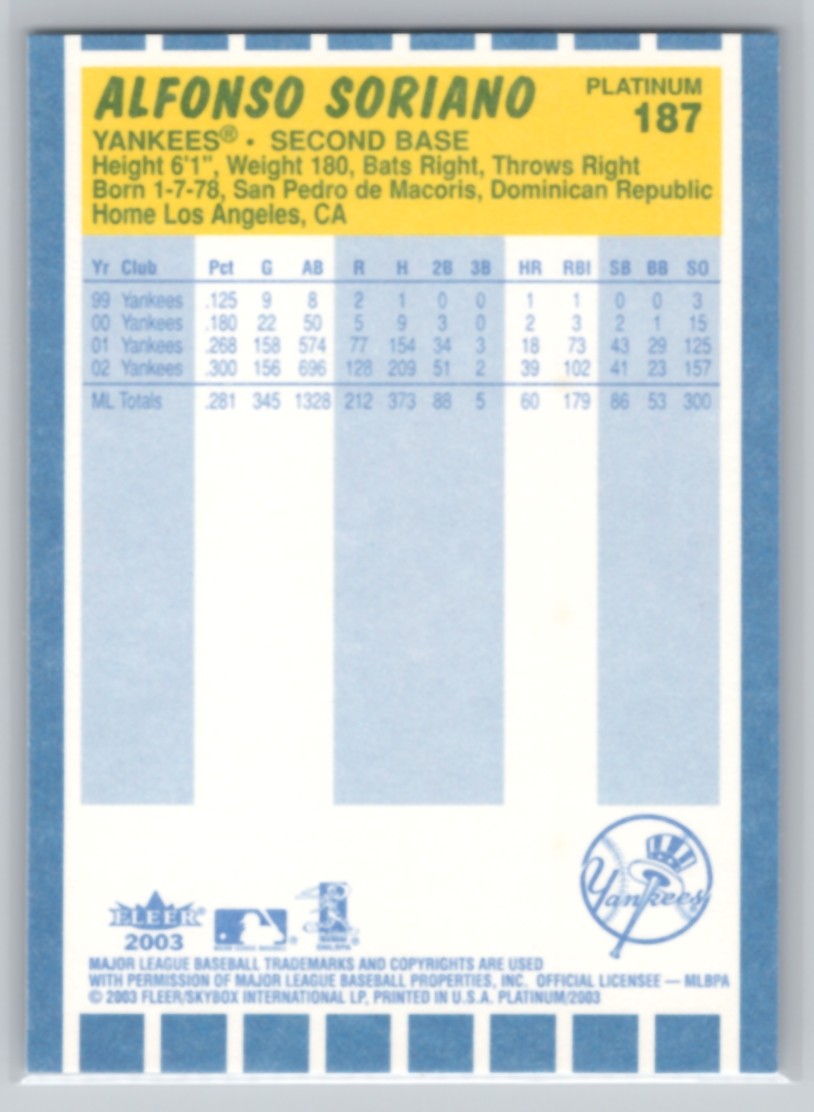 ALFONSO SORIANO
PLATINUM
187
YANKEES® • SECOND BASE
Height 6'1", Weight 180, Bats Right, Throws Right
Born 1-7-78, San Pedro de Macoris, Dominican Republic
Home Los Angeles, CA
Yr Club Pct G AB R H 2B 3B HR RBI SB BB SO
99 Yankees .125 9 8 2 1 0 0 1 1 0 0 3
00 Yankees .180 22 50 5 9 3 0 2 3 2 1 15
01 Yankees .268 158 574 77 154 34 3 18 73 43 29 125
02 Yankees .300 156 696 128 209 51 2 39 102 41 23 157
ML Totals .281 345 1328 212 373 88 5 60 179 86 53 300
Yankees
FLEER®
2003
MAJOR LEAGUE BASEBALL TRADEMARKS AND COPYRIGHTS ARE USED
WITH PERMISSION OF MAJOR LEAGUE BASEBALL PROPERTIES, INC. OFFICIAL LICENSEE — MLBPA
© 2003 FLEER/SKYBOX INTERNATIONAL LP, PRINTED IN U.S.A. PLATINUM/2003